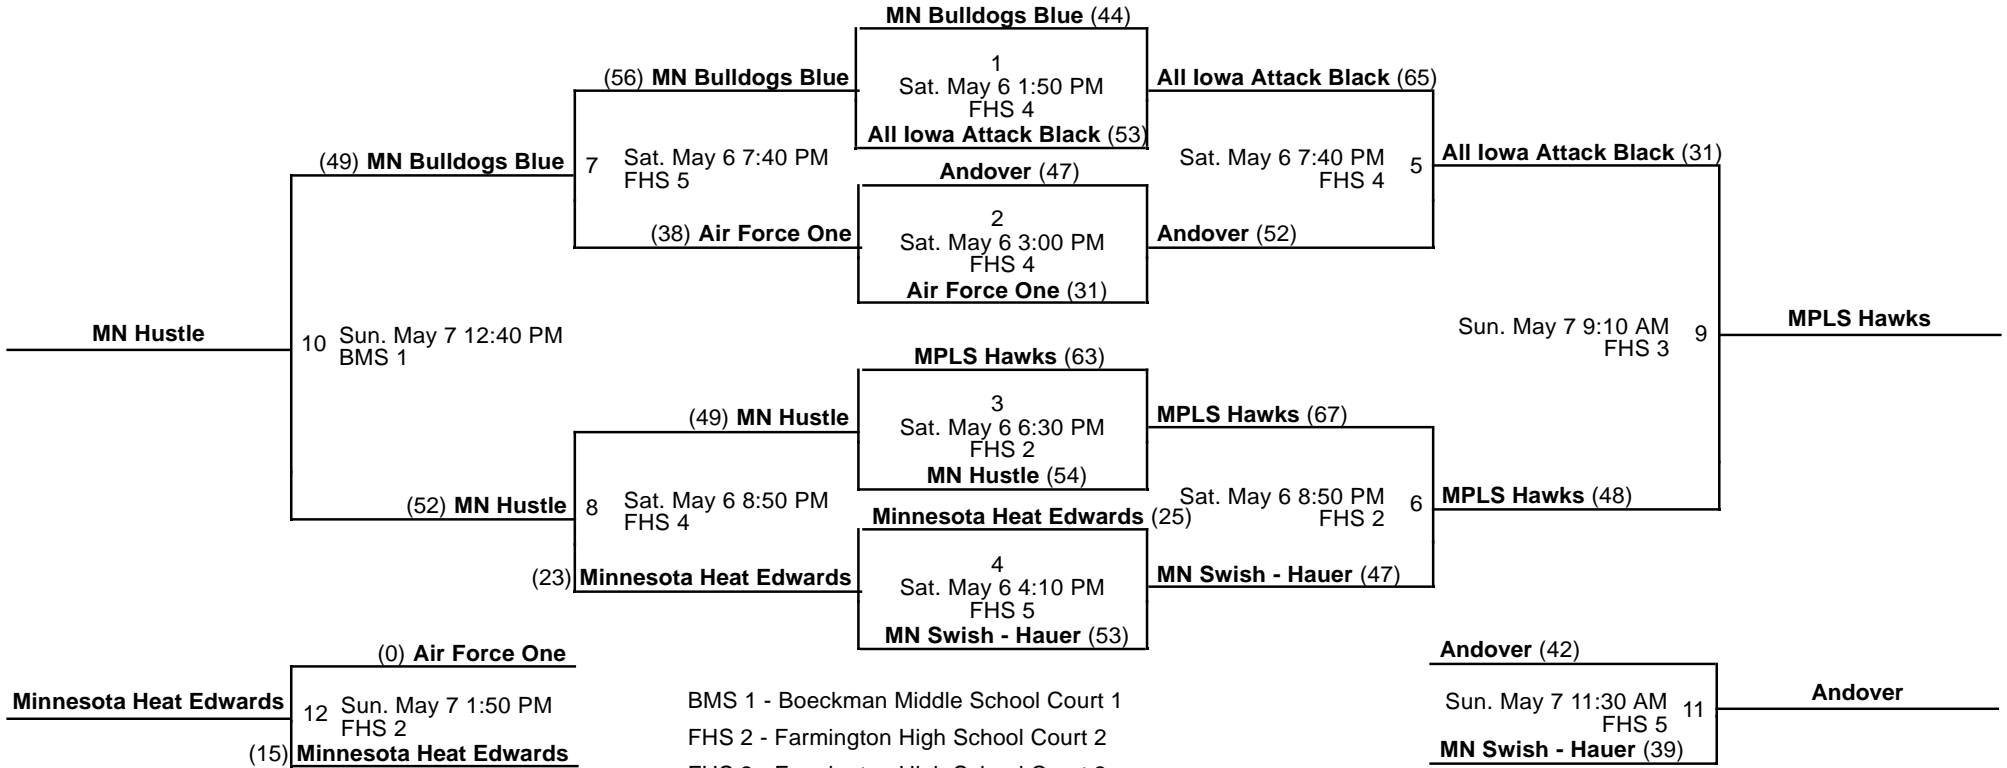 MN Bulldogs Blue (44)
1
Sat. May 6 1:50 PM
FHS 4
All Iowa Attack Black (53)
(56) MN Bulldogs Blue
All Iowa Attack Black (65)
(49) MN Bulldogs Blue
7 Sat. May 6 7:40 PM
FHS 5
Sat. May 6 7:40 PM 5
FHS 4
All Iowa Attack Black (31)
Andover (47)
2
Sat. May 6 3:00 PM
FHS 4
Air Force One (31)
(38) Air Force One
Andover (52)
MN Hustle
10 Sun. May 7 12:40 PM
BMS 1
Sun. May 7 9:10 AM 9
FHS 3
MPLS Hawks
MPLS Hawks (63)
3
Sat. May 6 6:30 PM
FHS 2
MN Hustle (54)
(49) MN Hustle
MPLS Hawks (67)
(52) MN Hustle
8 Sat. May 6 8:50 PM
FHS 4
Sat. May 6 8:50 PM 6
FHS 2
MPLS Hawks (48)
Minnesota Heat Edwards (25)
4
Sat. May 6 4:10 PM
FHS 5
MN Swish - Hauer (53)
(23) Minnesota Heat Edwards
MN Swish - Hauer (47)
(0) Air Force One
Minnesota Heat Edwards
12 Sun. May 7 1:50 PM
FHS 2
(15) Minnesota Heat Edwards
BMS 1 - Boeckman Middle School Court 1
FHS 2 - Farmington High School Court 2
Andover (42)
Sun. May 7 11:30 AM 11
FHS 5
Andover
MN Swish - Hauer (39)